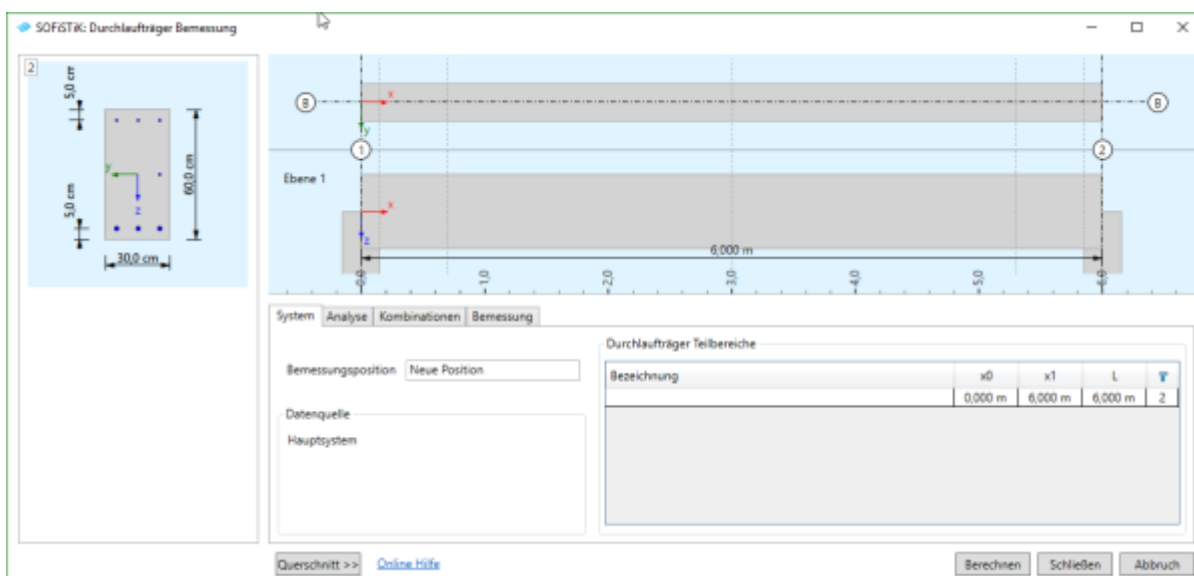 SOFiSTiK: Durchlaufträger Bemessung
2
5,0 cm
y
z
60,0 cm
5,0 cm
30,0 cm
B
x
B
y
1
2
Ebene 1
x
z
6,000 m
0,0
1,0
2,0
3,0
4,0
5,0
6,0
System Analyse Kombinationen Bemessung
Bemessungsposition Neue Position
Datenquelle
Hauptsystem
Durchlaufträger Teilbereiche
Bezeichnung x0 x1 L
0,000 m 6,000 m 6,000 m 2
Querschnitt >> Online Hilfe Berechnen Schließen Abbruch